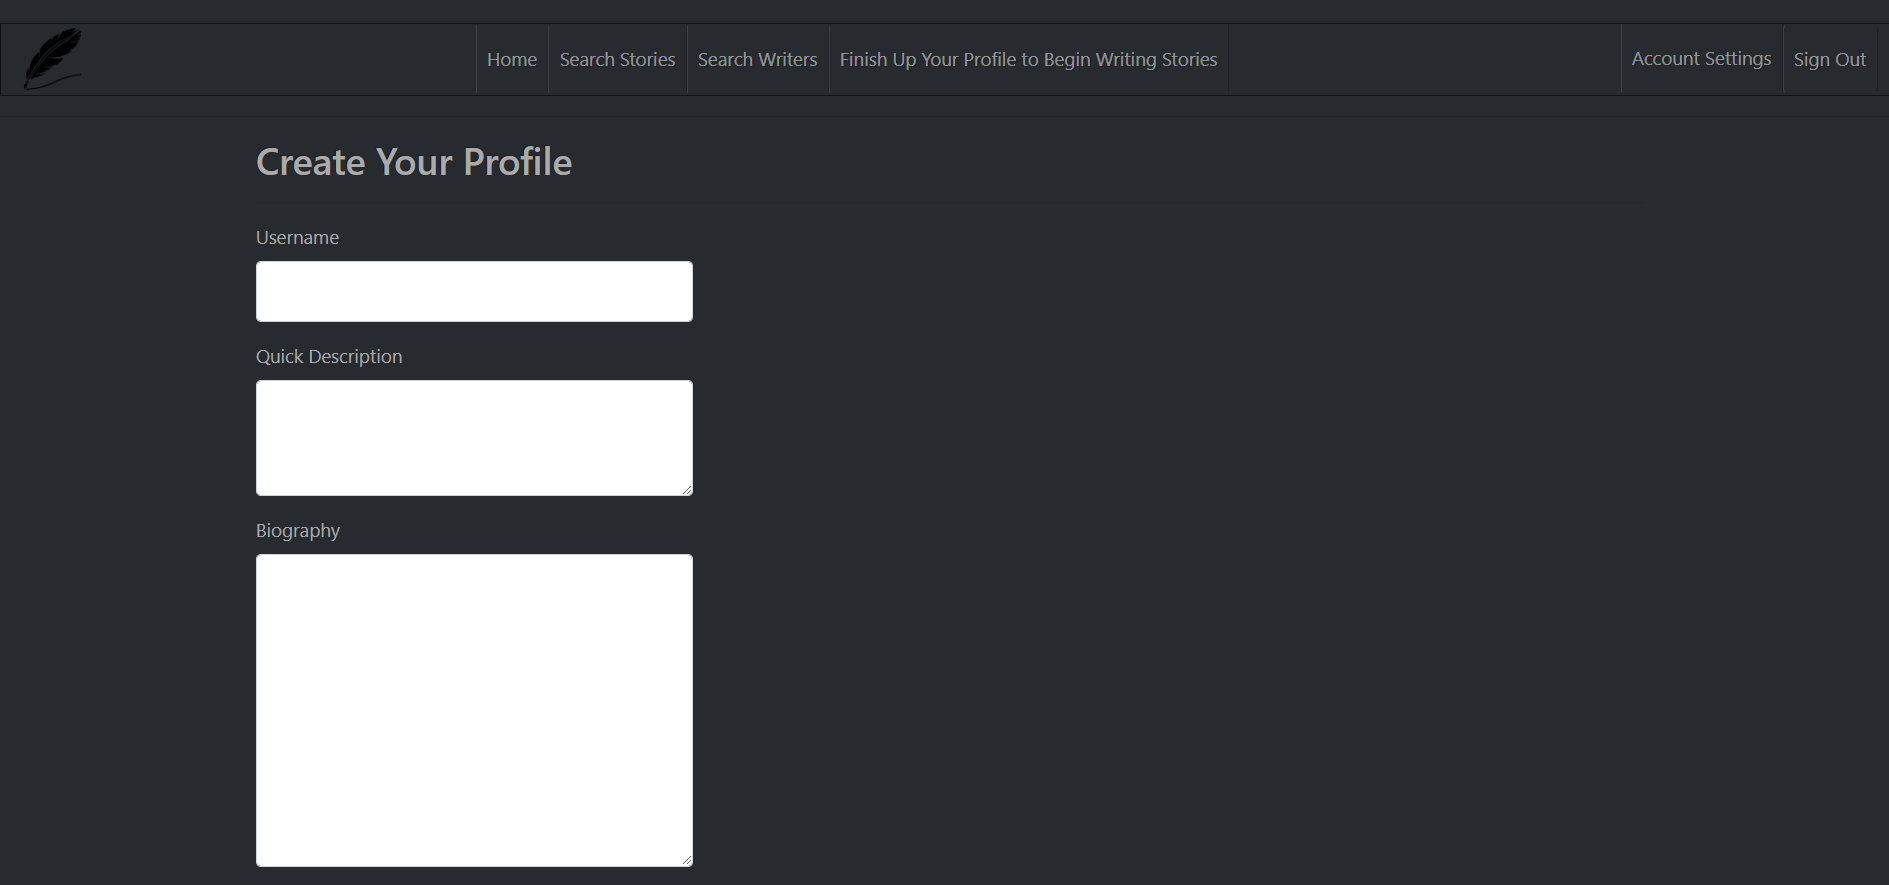 Home Search Stories Search Writers Finish Up Your Profile to Begin Writing Stories Account Settings Sign Out
Create Your Profile
Username
Quick Description
Biography